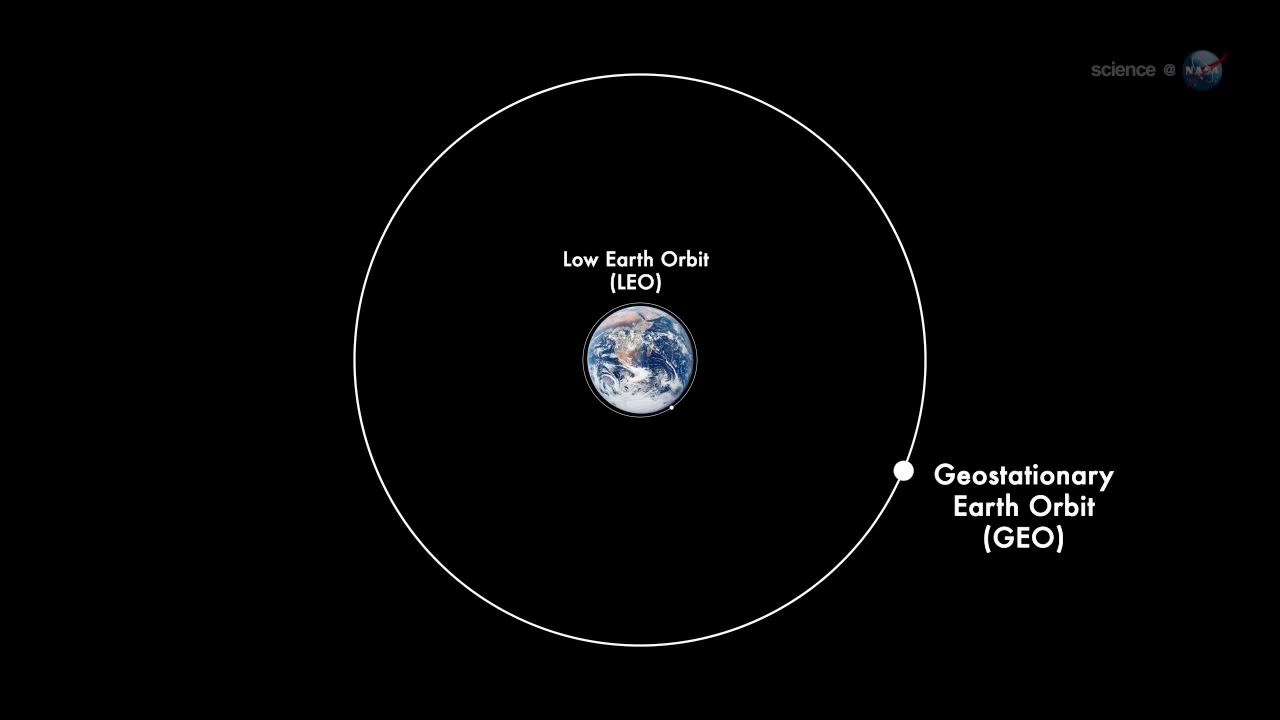 science @ NASA
Low Earth Orbit
(LEO)
Geostationary
Earth Orbit
(GEO)